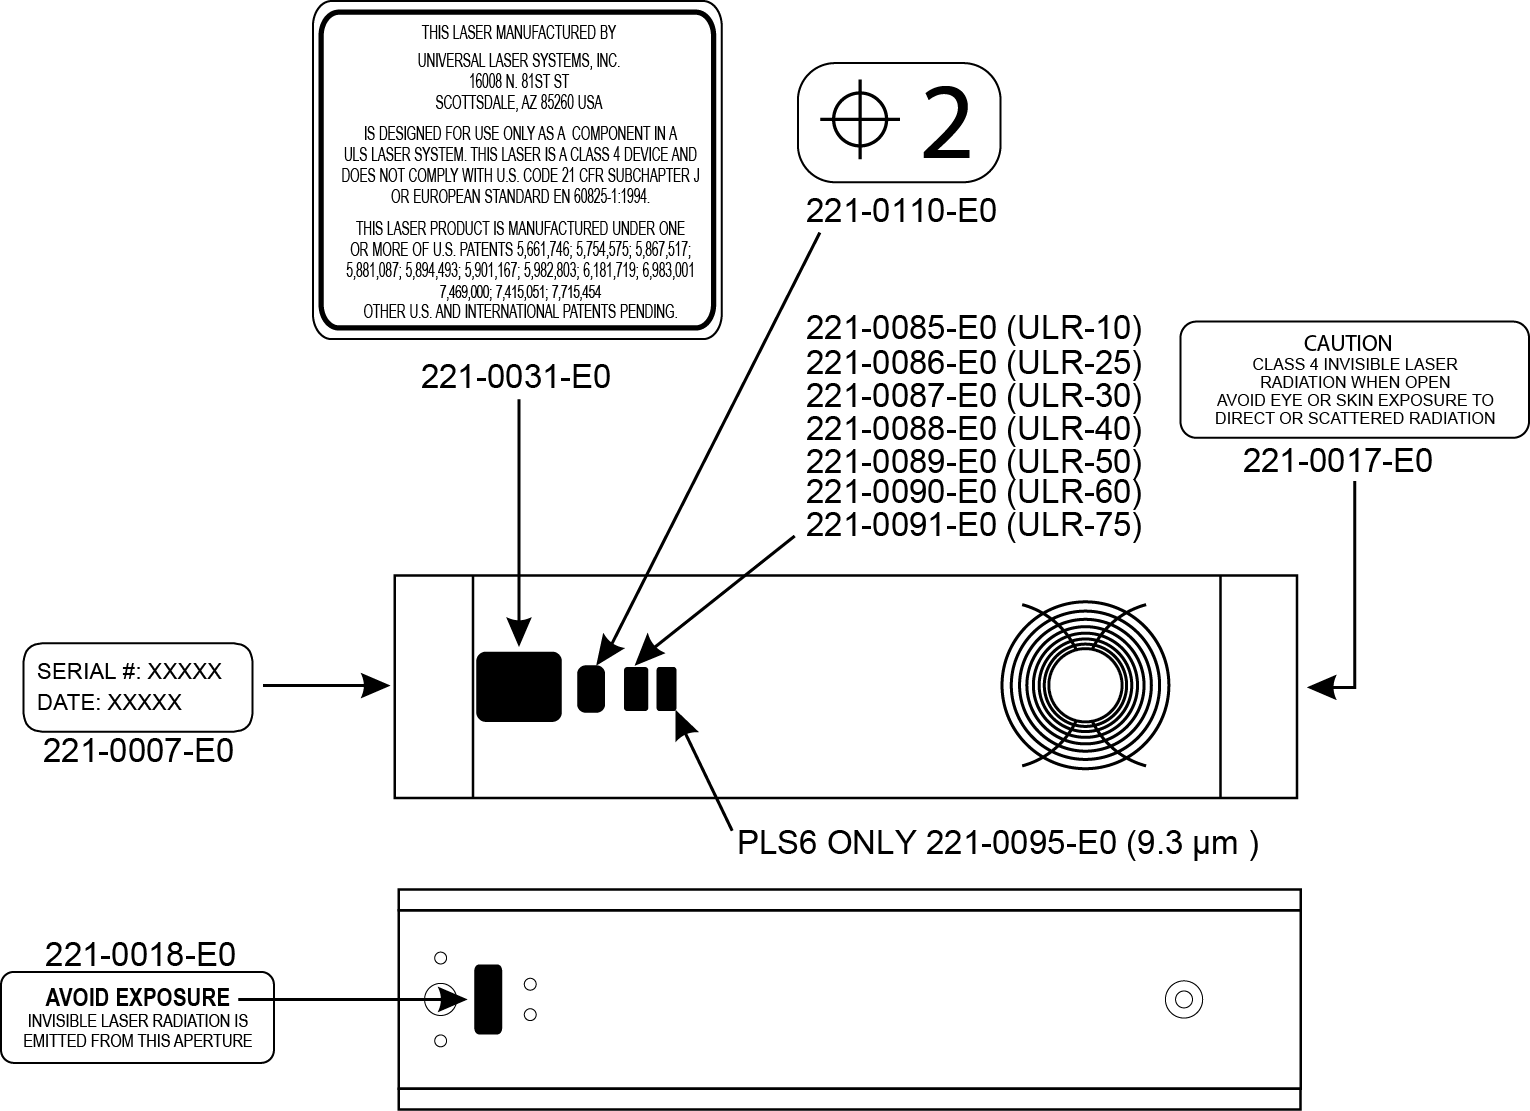 THIS LASER MANUFACTURED BY
UNIVERSAL LASER SYSTEMS, INC.
16008 N. 81ST ST
SCOTTSDALE, AZ 85260 USA
IS DESIGNED FOR USE ONLY AS A COMPONENT IN A
ULS LASER SYSTEM. THIS LASER IS A CLASS 4 DEVICE AND
DOES NOT COMPLY WITH U.S. CODE 21 CFR SUBCHAPTER J
OR EUROPEAN STANDARD EN 60825-1:1994.
THIS LASER PRODUCT IS MANUFACTURED UNDER ONE
OR MORE OF U.S. PATENTS 5,661,746; 5,754,575; 5,867,517;
5,881,087; 5,894,493; 5,901,167; 5,982,803; 6,181,719; 6,983,001
7,469,000; 7,415,051; 7,715,454
OTHER U.S. AND INTERNATIONAL PATENTS PENDING.
221-0031-E0
2
221-0110-E0
221-0085-E0 (ULR-10)
221-0086-E0 (ULR-25)
221-0087-E0 (ULR-30)
221-0088-E0 (ULR-40)
221-0089-E0 (ULR-50)
221-0090-E0 (ULR-60)
221-0091-E0 (ULR-75)
CAUTION
CLASS 4 INVISIBLE LASER
RADIATION WHEN OPEN
AVOID EYE OR SKIN EXPOSURE TO
DIRECT OR SCATTERED RADIATION
221-0017-E0
SERIAL #: XXXXX
DATE: XXXXX
221-0007-E0
PLS6 ONLY 221-0095-E0 (9.3 µm )
221-0018-E0
AVOID EXPOSURE
INVISIBLE LASER RADIATION IS
EMITTED FROM THIS APERTURE